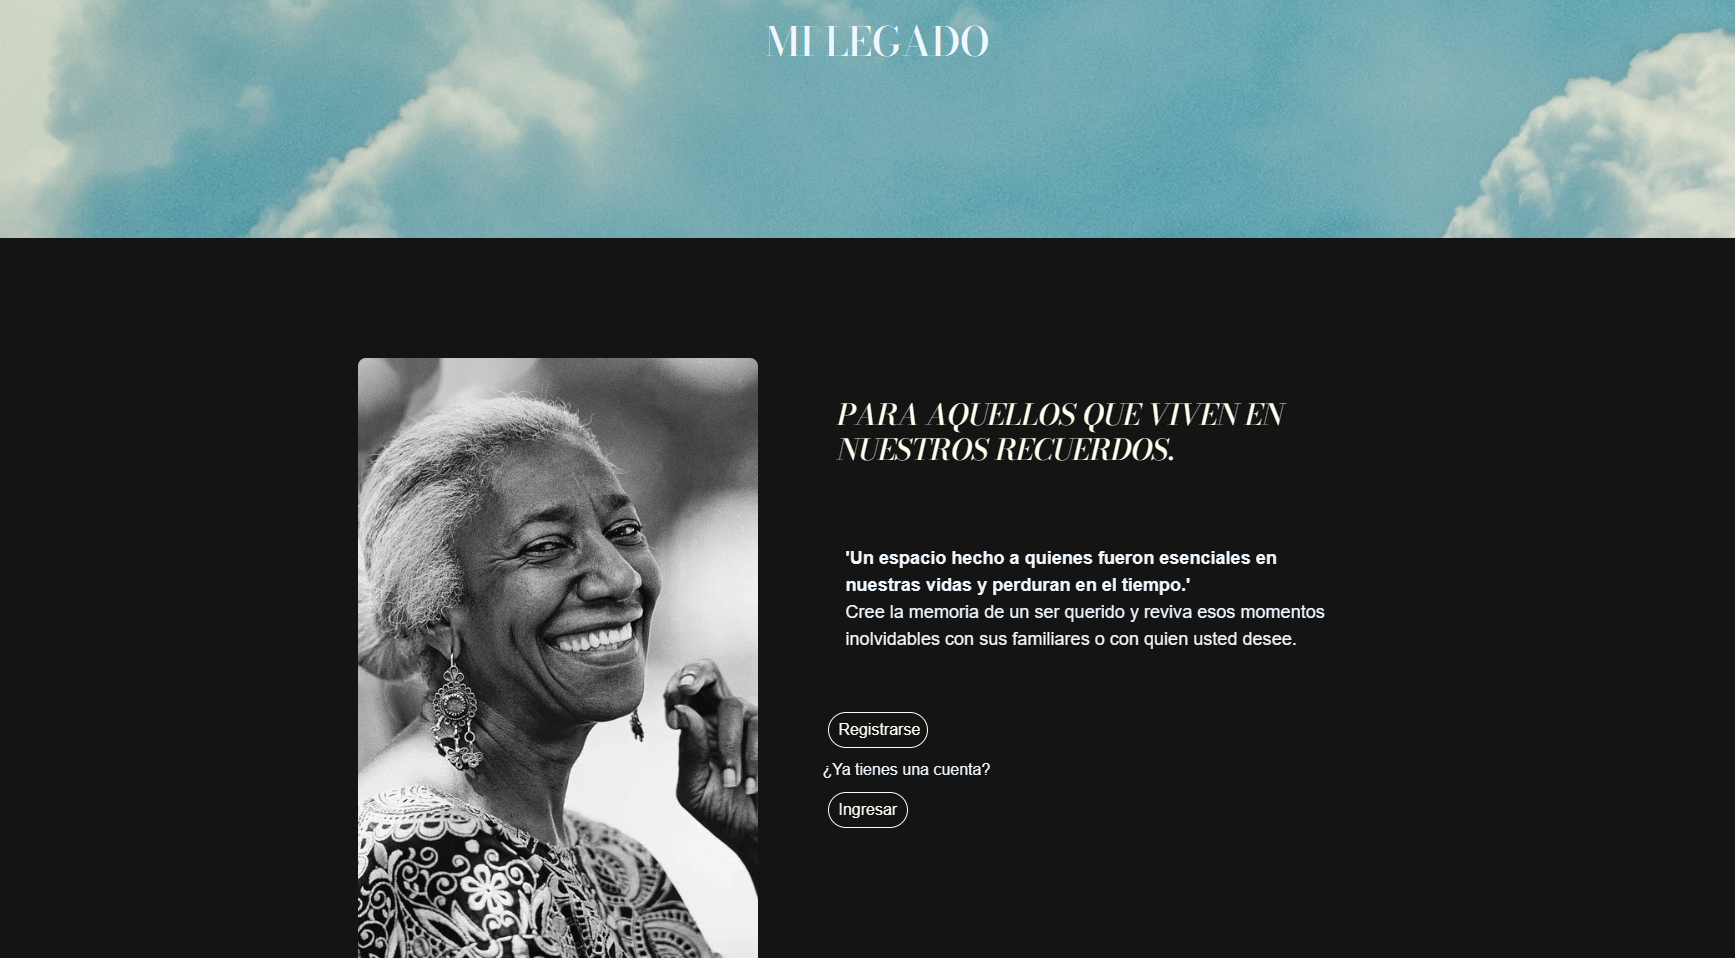 MI LEGADO
PARA AQUELLOS QUE VIVEN EN
NUESTROS RECUERDOS.
'Un espacio hecho a quienes fueron esenciales en
nuestras vidas y perduran en el tiempo.'
Cree la memoria de un ser querido y reviva esos momentos
inolvidables con sus familiares o con quien usted desee.
Registrarse
¿Ya tienes una cuenta?
Ingresar